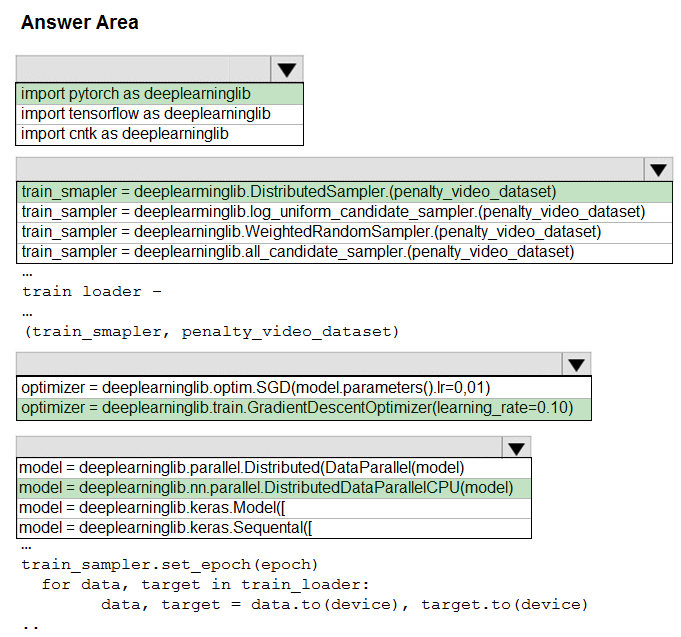 Answer Area
import pytorch as deeplearninglib
import tensorflow as deeplearninglib
import cntk as deeplearninglib
train_smapler = deeplearminglib.DistributedSampler.(penalty_video_dataset)
train_sampler = deeplearminglib.log_uniform_candidate_sampler.(penalty_video_dataset)
train_sampler = deeplearninglib.WeightedRandomSampler.(penalty_video_dataset)
train_sampler = deeplearninglib.all_candidate_sampler.(penalty_video_dataset)
...
train loader –
...
(train_smapler, penalty_video_dataset)
optimizer = deeplearninglib.optim.SGD(model.parameters().lr=0,01)
optimizer = deeplearninglib.train.GradientDescentOptimizer(learning_rate=0.10)
model = deeplearninglib.parallel.Distributed(DataParallel(model)
model = deeplearninglib.nn.parallel.DistributedDataParallelCPU(model)
model = deeplearninglib.keras.Model([
model = deeplearninglib.keras.Sequental([
...
train_sampler.set_epoch(epoch)
for data, target in train_loader:
data, target = data.to(device), target.to(device)
..